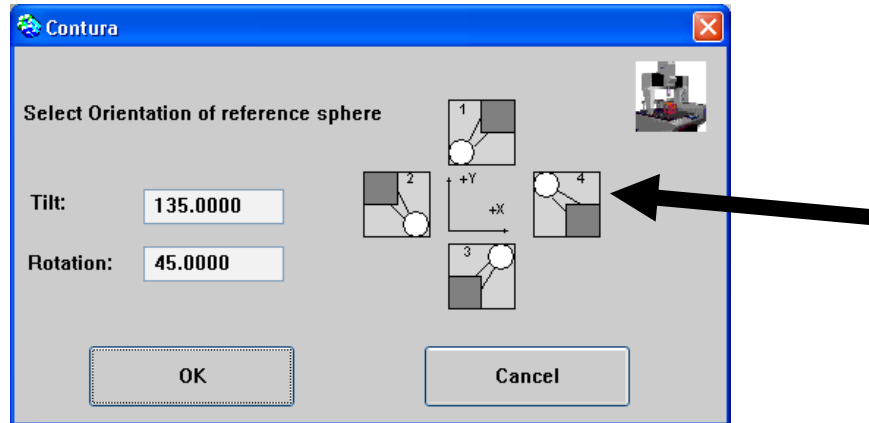 Contura
Select Orientation of reference sphere
1
2
+Y
4
+X
Tilt: 135.0000
Rotation: 45.0000
3
OK
Cancel